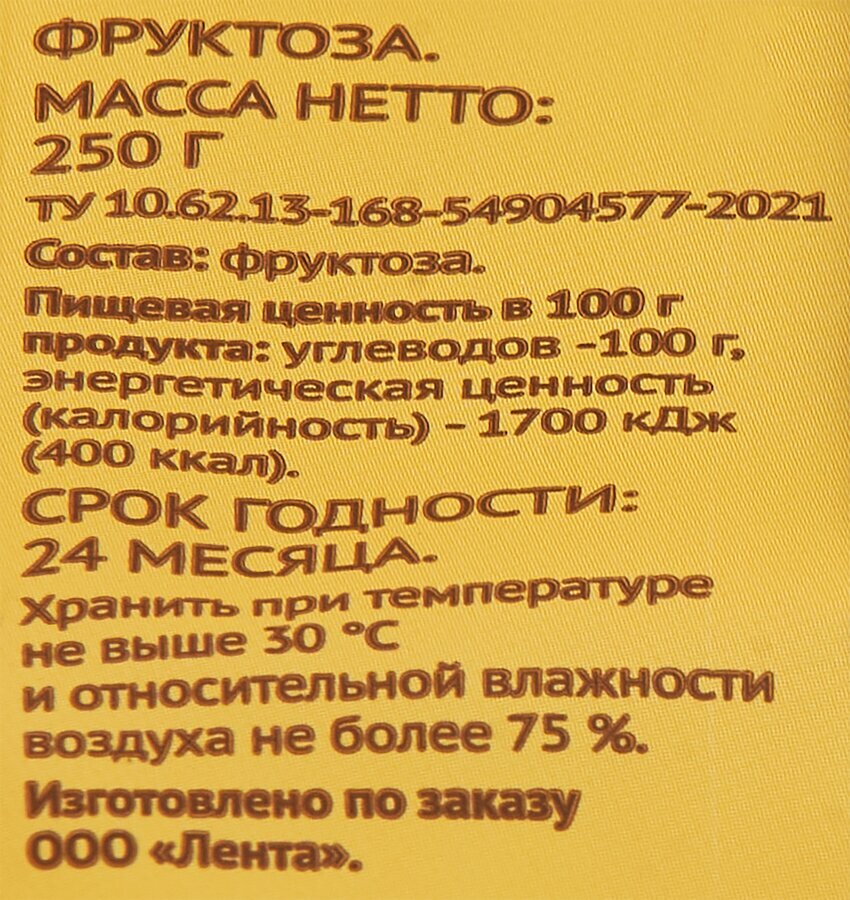 ФРУКТОЗА.
МАССА НЕТТО:
250 Г
ТУ 10.62.13-168-54904577-2021
Состав: фруктоза.
Пищевая ценность в 100 г
продукта: углеводов -100 г,
энергетическая ценность
(калорийность) - 1700 кДж
(400 ккал).
СРОК ГОДНОСТИ:
24 МЕСЯЦА.
Хранить при температуре
не выше 30 °С
и относительной влажности
воздуха не более 75 %.
Изготовлено по заказу
ООО «Лента».